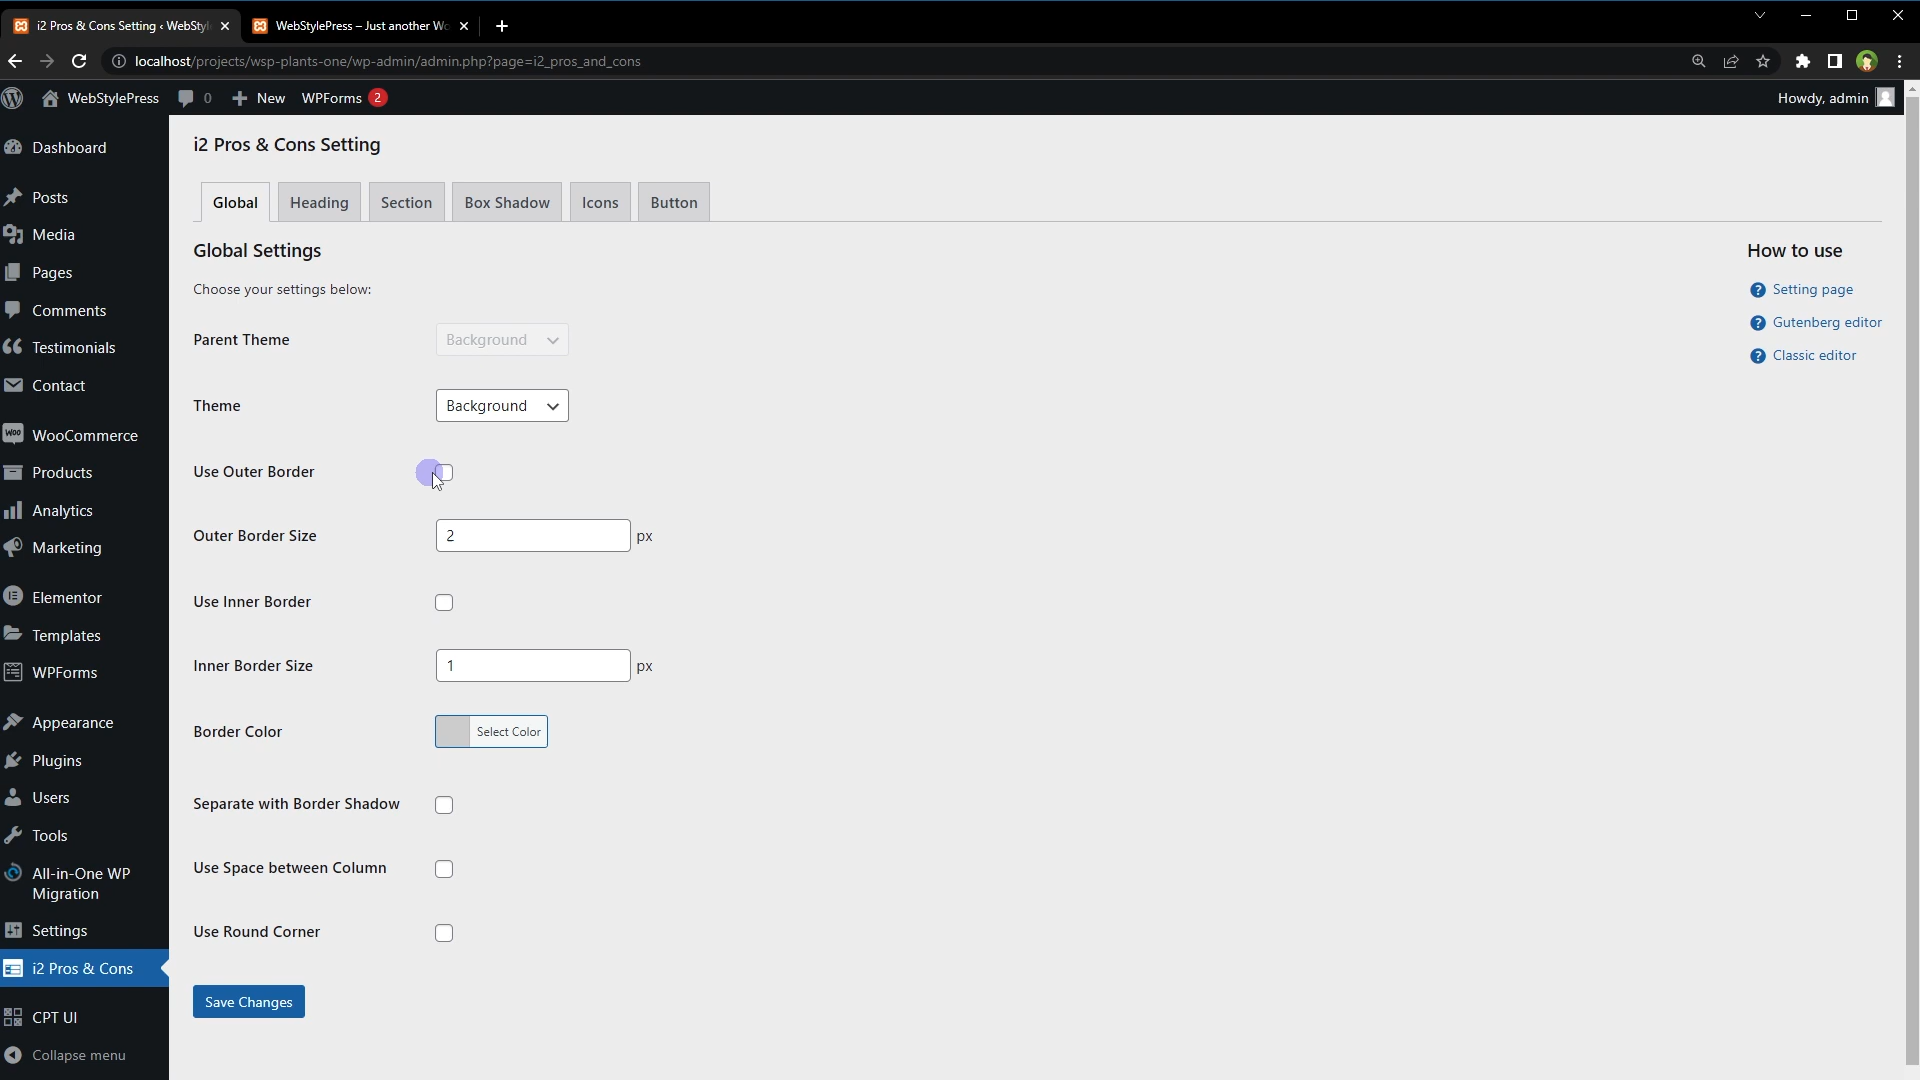 i2 Pros & Cons Setting ‹ WebSty
WebStylePress – Just another Wo
localhost/projects/wsp-plants-one/wp-admin/admin.php?page=i2_pros_and_cons
WebStylePress 0 New WPForms 2
Howdy, admin
Dashboard
Posts
Media
Pages
Comments
Testimonials
Contact
Woo WooCommerce
Products
Analytics
Marketing
Elementor
Templates
WPForms
Appearance
Plugins
Users
Tools
All-in-One WP
Migration
Settings
i2 Pros & Cons
CPT UI
Collapse menu
i2 Pros & Cons Setting
Global Heading Section Box Shadow Icons Button
Global Settings
Choose your settings below:
Parent Theme Background
Theme Background
Use Outer Border
Outer Border Size 2 px
Use Inner Border
Inner Border Size 1 px
Border Color Select Color
Separate with Border Shadow
Use Space between Column
Use Round Corner
Save Changes
How to use
? Setting page
? Gutenberg editor
? Classic editor